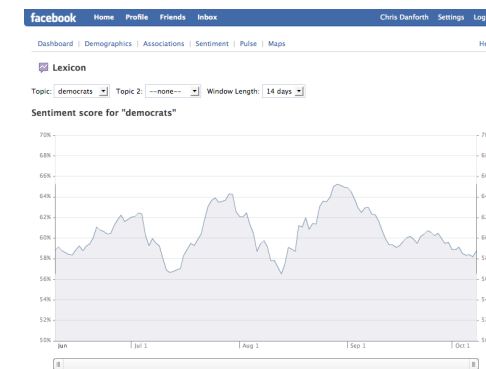 facebook Home Profile Friends Inbox Chris Danforth Settings Log
Dashboard | Demographics | Associations | Sentiment | Pulse | Maps
Lexicon
Topic: democrats Topic 2: --none-- Window Length: 14 days
Sentiment score for "democrats"
70%
68%
66%
64%
62%
60%
58%
56%
54%
52%
50%
Jun Jul 1 Aug 1 Sep 1 Oct 1